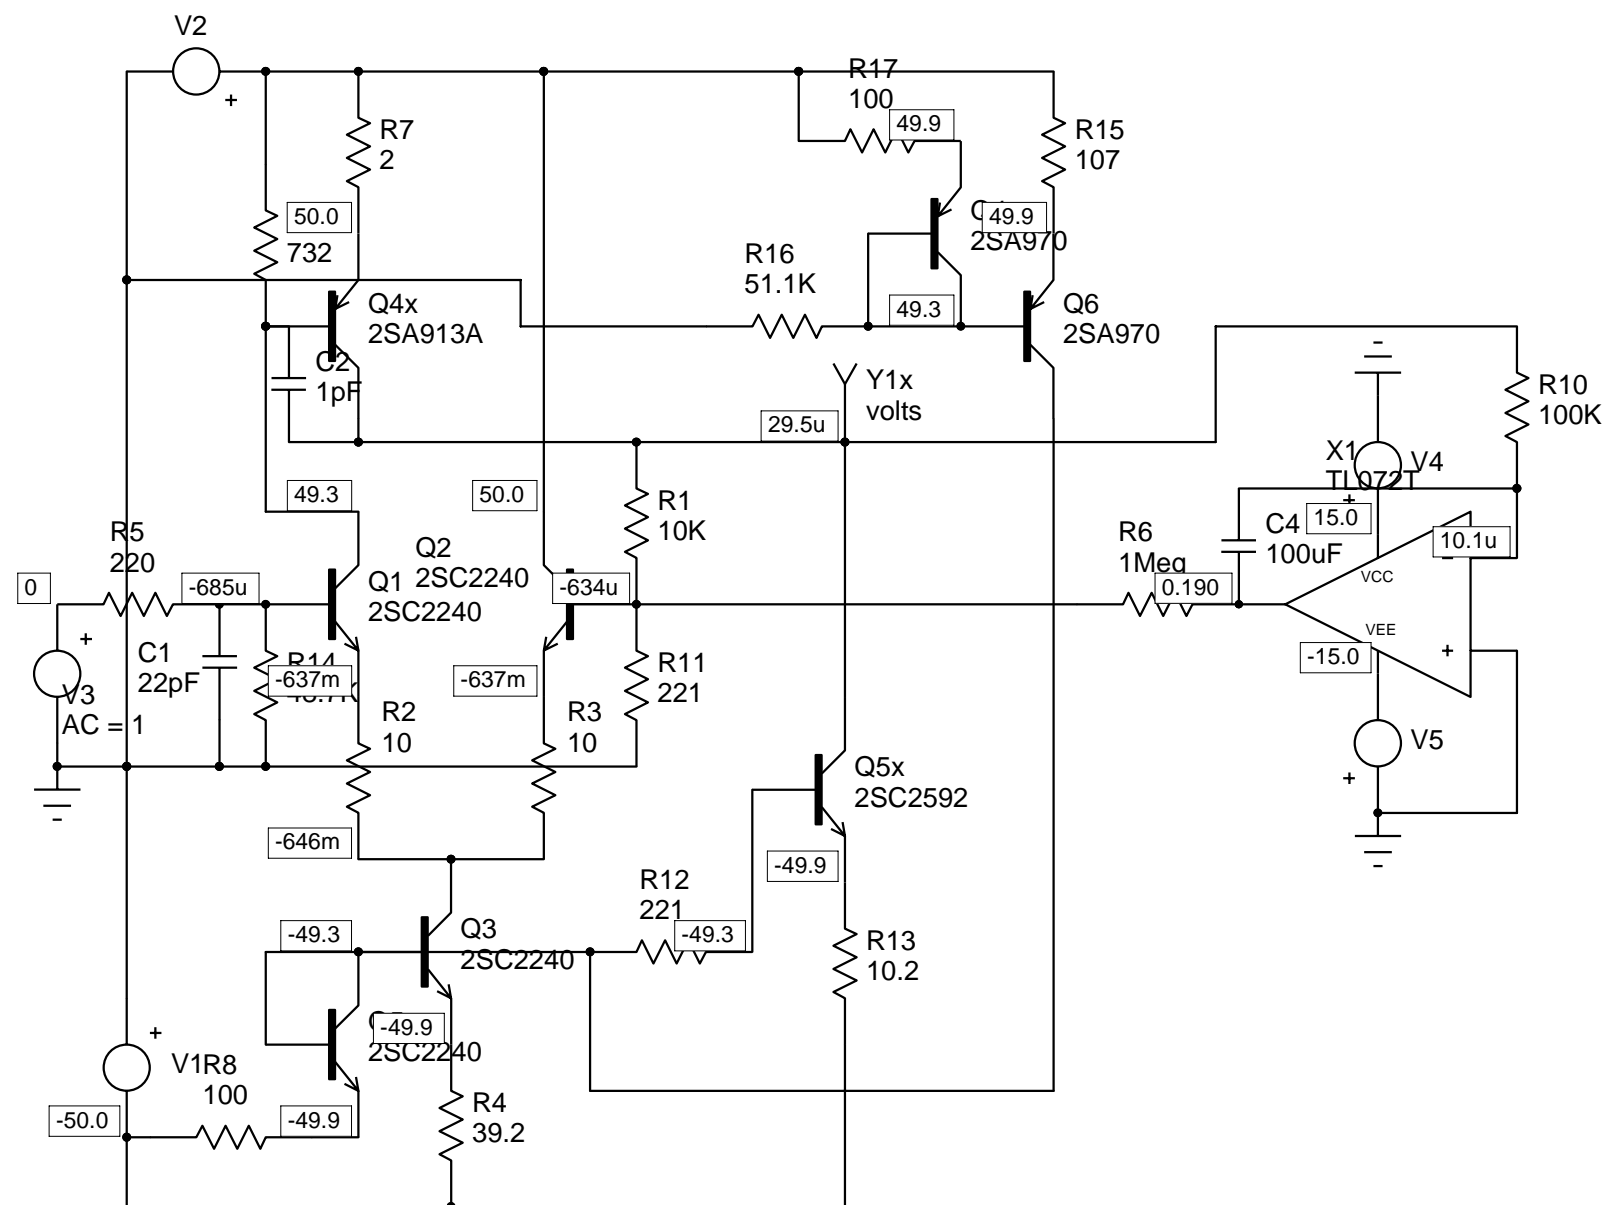 V2
+
R17
100
49.9
R7
2
R15
107
50.0
732
49.9
2SA970
R16
51.1K
Q4x
2SA913A
49.3
Q6
2SA970
C2
1pF
Y1x
volts
29.5u
R10
100K
X1
TL072T
V4
+
15.0
49.3
50.0
R1
10K
R5
220
Q2
2SC2240
R6
1Meg
C4
100uF
10.1u
-
VCC
0
-685u
Q1
2SC2240
-634u
0.190
+
VEE
-15.0
+
C1
22pF
R14
-637m
-637m
R11
221
V3
AC = 1
R2
10
R3
10
V5
+
Q5x
2SC2592
-646m
-49.9
R12
221
-49.3
Q3
2SC2240
-49.3
R13
10.2
-49.9
2SC2240
+
V1
R8
100
-50.0
-49.9
R4
39.2